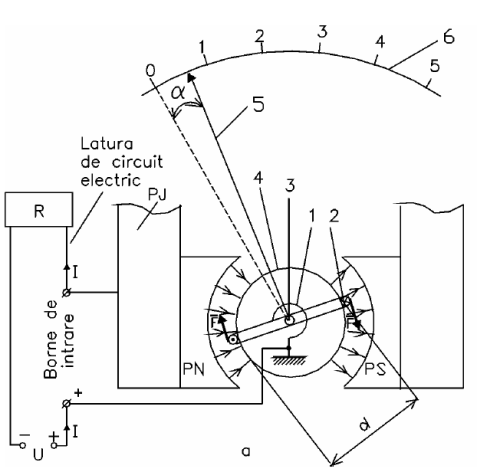 0 1 2 3 4 6
5
α
5
Latura
de circuit
electric
PJ
4 3
1 2
R
I
Borne de
intrare
F F
PN PS
+
I
− U +
d
a